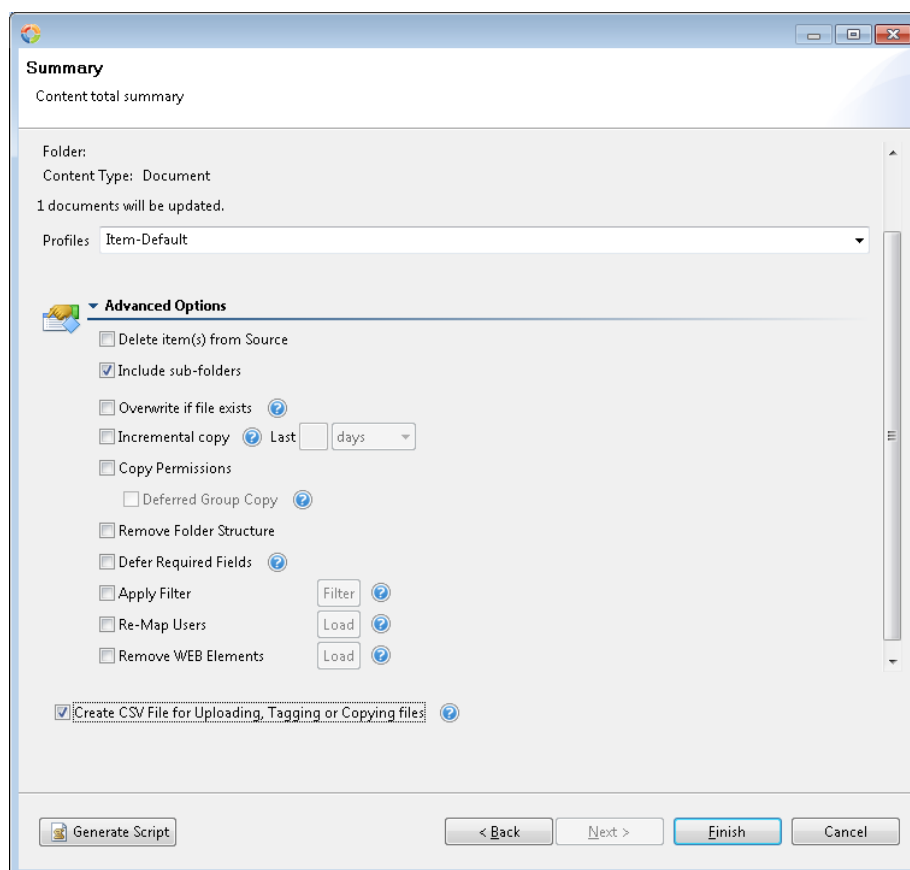 Summary
Content total summary
Folder:
Content Type: Document
1 documents will be updated.
Profiles Item-Default
Advanced Options
Delete item(s) from Source
Include sub-folders
Overwrite if file exists
Incremental copy Last days
Copy Permissions
Deferred Group Copy
Remove Folder Structure
Defer Required Fields
Apply Filter Filter
Re-Map Users Load
Remove WEB Elements Load
Create CSV File for Uploading, Tagging or Copying files
Generate Script < Back Next > Finish Cancel